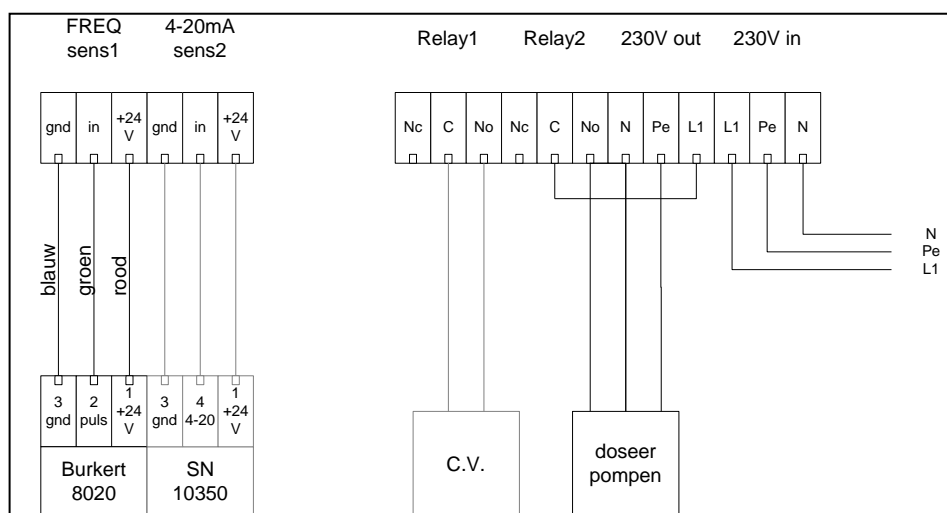 FREQ 4-20mA
sens1 sens2
Relay1 Relay2 230V out 230V in
gnd in +24 V gnd in +24 V
Nc C No Nc C No N Pe L1 L1 Pe N
blauw groen rood
N
Pe
L1
3 gnd 2 puls 1 +24 V 3 gnd 4 4-20 1 +24 V
Burkert SN
8020 10350
C.V.
doseer
pompen